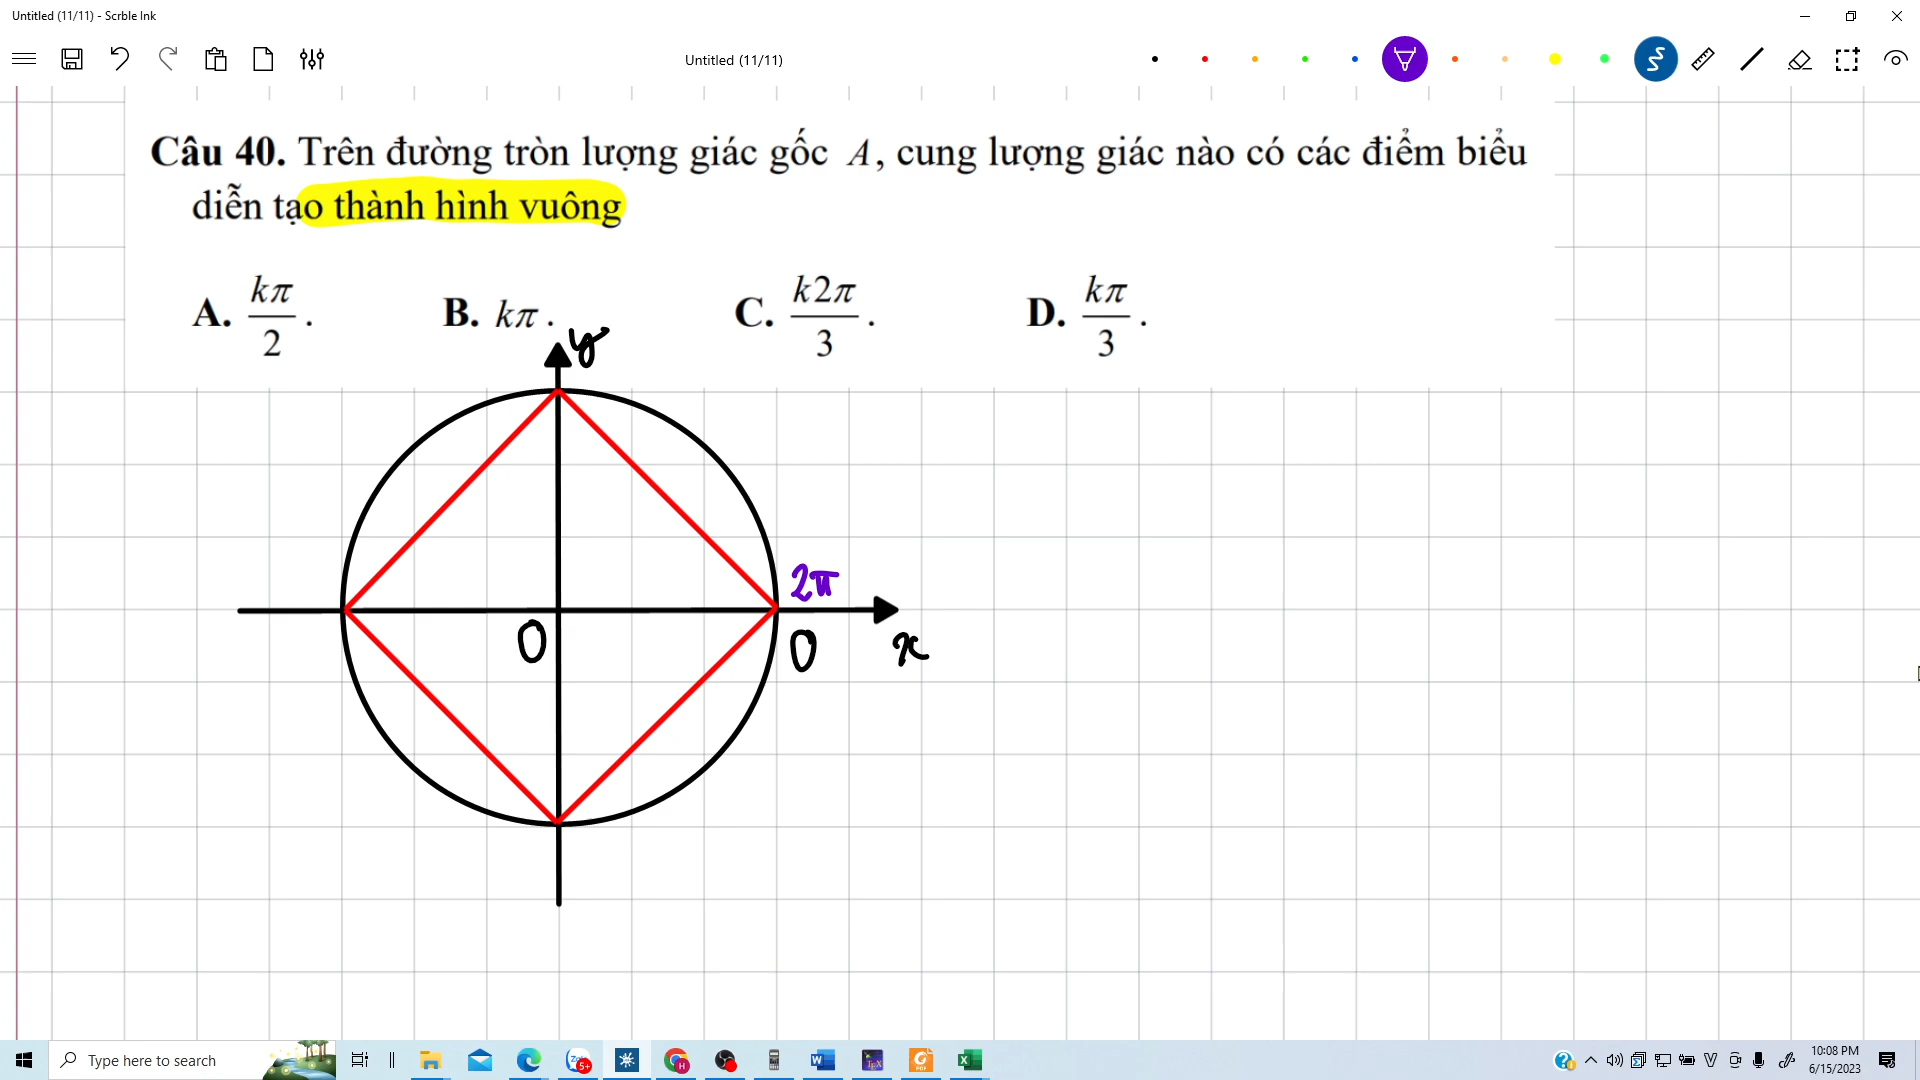 Untitled (11/11) - Scrble Ink
Untitled (11/11)
Câu 40. Trên đường tròn lượng giác gốc A, cung lượng giác nào có các điểm biểu
diễn tạo thành hình vuông
A. kπ/2. B. kπ. C. k2π/3. D. kπ/3.
y
2π
O O x
Type here to search
10:08 PM
6/15/2023